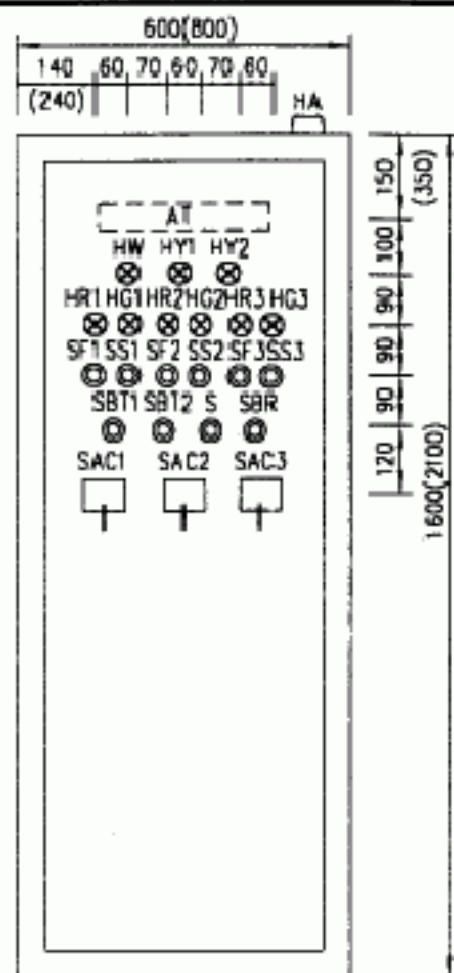 600(800)
140 60 70 60 70 60
(240)
HA
150
(350)
AT
100
HW HY1 HY2
HR1 HG1 HR2 HG2 HR3 HG3
90
SF1 SS1 SF2 SS2 SF3 SS3
90
SBT1 SBT2 S SBR
90
SAC1 SAC2 SAC3
120
1600(2100)